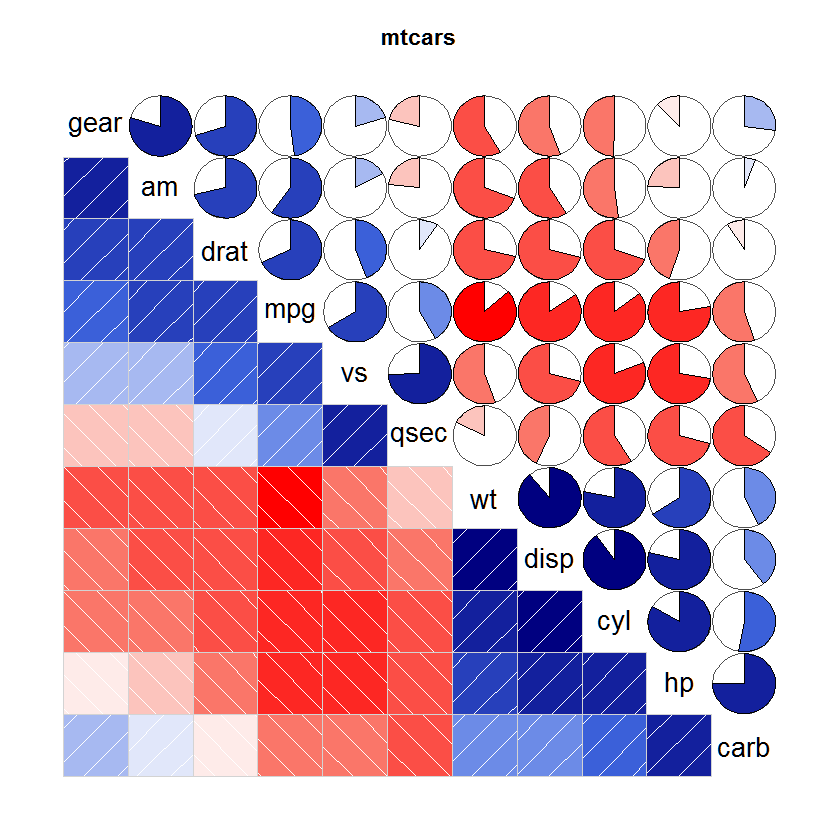 mtcars
gear
am
drat
mpg
vs
qsec
wt
disp
cyl
hp
carb